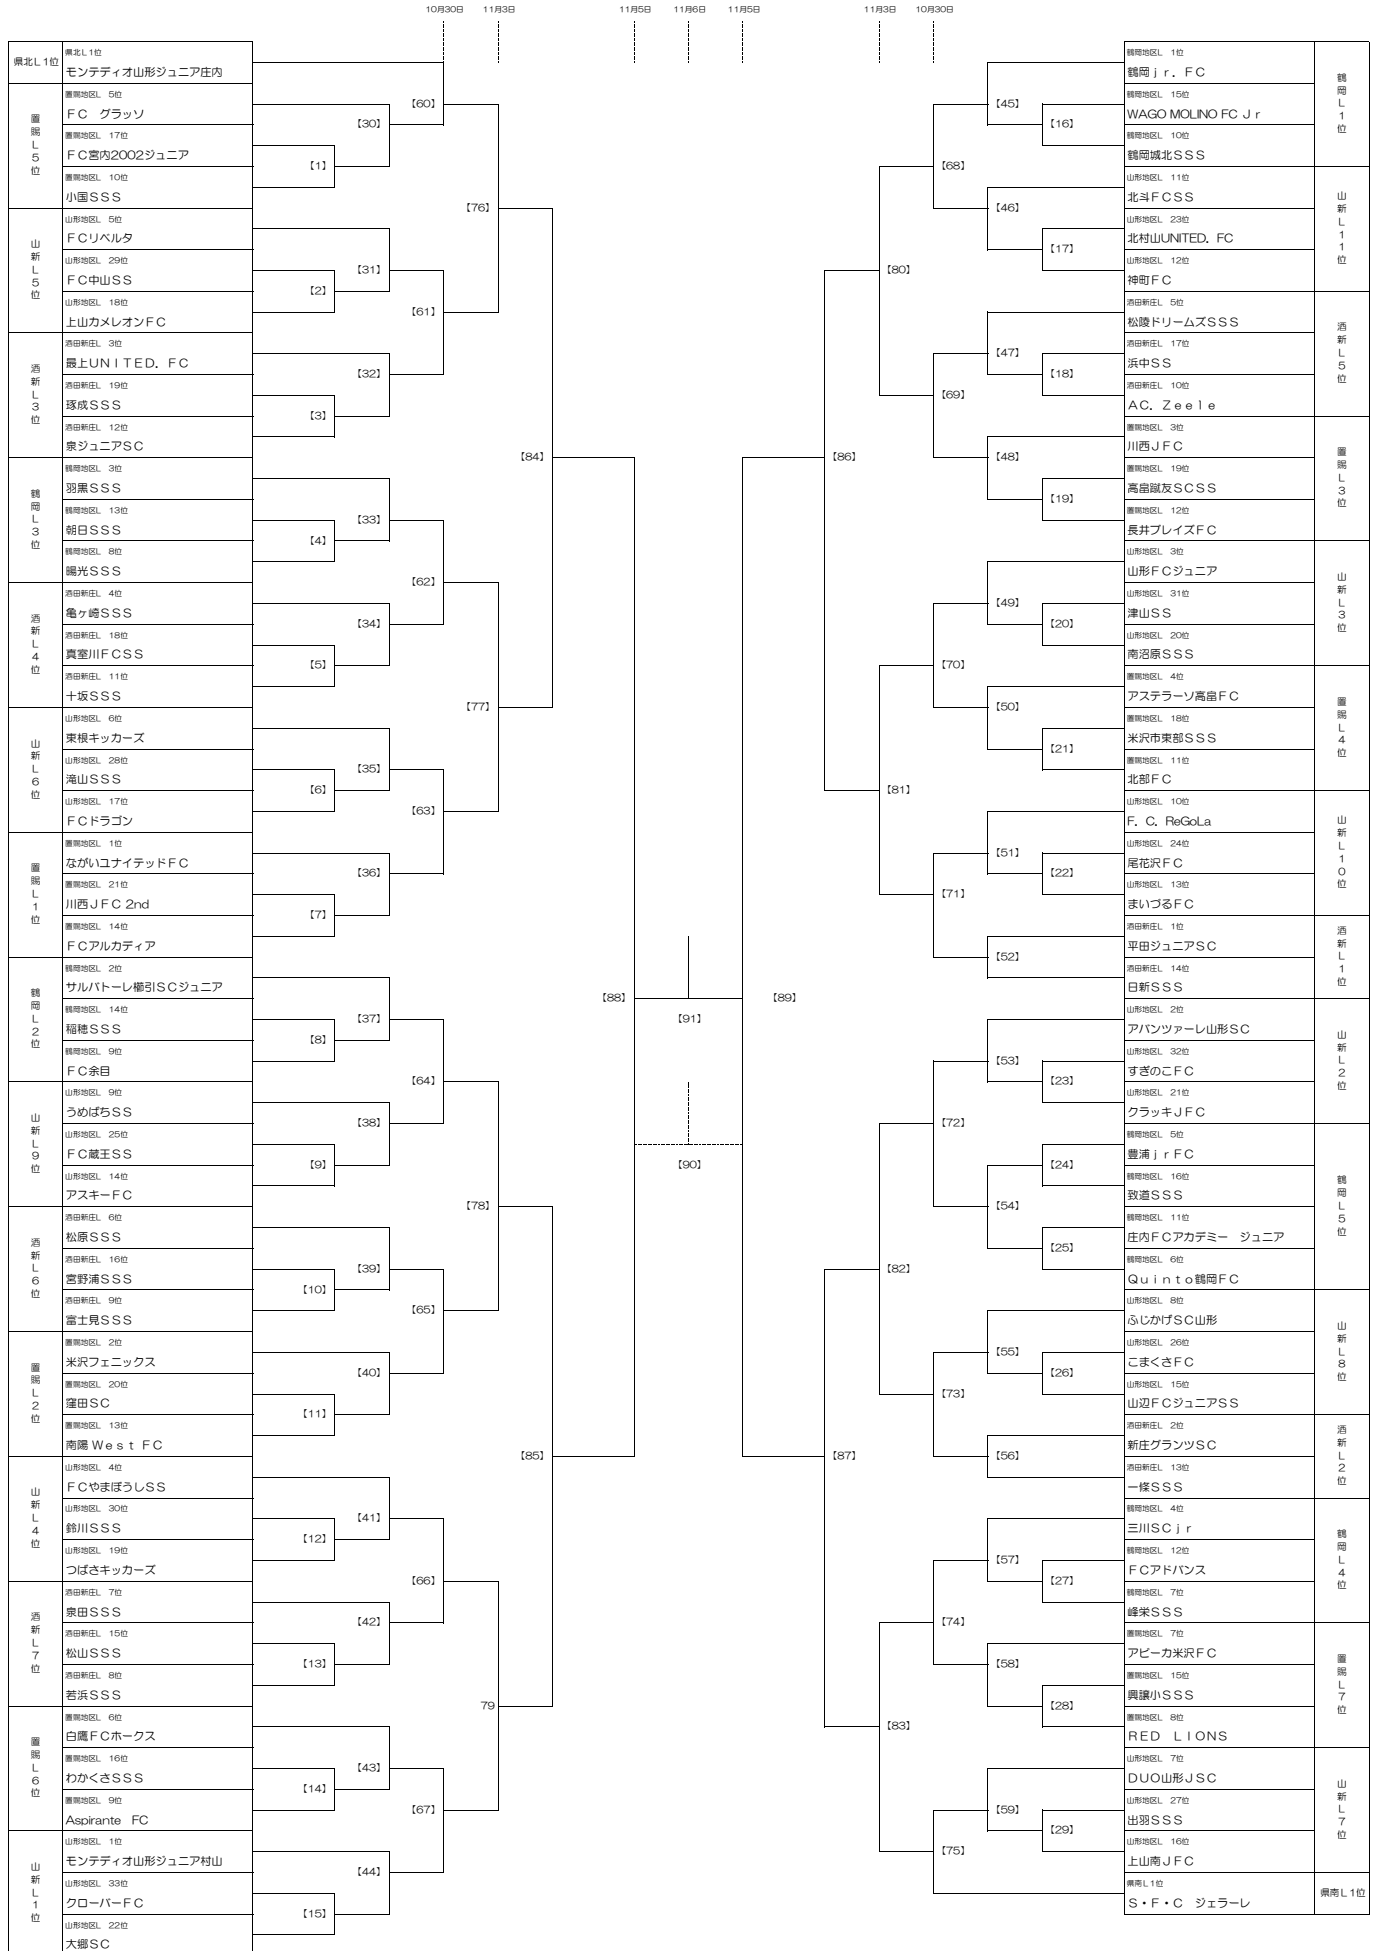 10月30日
11月3日
11月5日
11月6日
11月5日
11月3日
10月30日
県北L1位
県北L1位
モンテディオ山形ジュニア庄内
置賜L5位
置賜地区L 5位
FC グラッソ
置賜地区L 17位
FC宮内2002ジュニア
置賜地区L 10位
小国SSS
山新L5位
山形地区L 5位
FCリベルタ
山形地区L 29位
FC中山SS
山形地区L 18位
上山カメレオンFC
酒新L3位
酒田新庄L 3位
最上UNITED.FC
酒田新庄L 19位
琢成SSS
酒田新庄L 12位
泉ジュニアSC
鶴岡L3位
鶴岡地区L 3位
羽黒SSS
鶴岡地区L 13位
朝日SSS
鶴岡地区L 8位
陽光SSS
酒新L4位
酒田新庄L 4位
亀ヶ崎SSS
酒田新庄L 18位
真室川FCSS
酒田新庄L 11位
十坂SSS
山新L6位
山形地区L 6位
東根キッカーズ
山形地区L 28位
滝山SSS
山形地区L 17位
FCドラゴン
置賜L1位
置賜地区L 1位
ながいユナイテッドFC
置賜地区L 21位
川西JFC 2nd
置賜地区L 14位
FCアルカディア
鶴岡L2位
鶴岡地区L 2位
サルバトーレ櫛引SCジュニア
鶴岡地区L 14位
稲穂SSS
鶴岡地区L 9位
FC余目
山新L9位
山形地区L 9位
うめばちSS
山形地区L 25位
FC蔵王SS
山形地区L 14位
アスキーFC
酒新L6位
酒田新庄L 6位
松原SSS
酒田新庄L 16位
宮野浦SSS
酒田新庄L 9位
富士見SSS
置賜L2位
置賜地区L 2位
米沢フェニックス
置賜地区L 20位
窪田SC
置賜地区L 13位
南陽 West FC
山新L4位
山形地区L 4位
FCやまぼうしSS
山形地区L 30位
鈴川SSS
山形地区L 19位
つばさキッカーズ
酒新L7位
酒田新庄L 7位
泉田SSS
酒田新庄L 15位
松山SSS
酒田新庄L 8位
若浜SSS
置賜L6位
置賜地区L 6位
白鷹FCホークス
置賜地区L 16位
わかくさSSS
置賜地区L 9位
Aspirante FC
山新L1位
山形地区L 1位
モンテディオ山形ジュニア村山
山形地区L 33位
クローバーFC
山形地区L 22位
大郷SC
【1】
【2】
【3】
【4】
【5】
【6】
【7】
【8】
【9】
【10】
【11】
【12】
【13】
【14】
【15】
【30】
【31】
【32】
【33】
【34】
【35】
【36】
【37】
【38】
【39】
【40】
【41】
【42】
【43】
【44】
【60】
【61】
【62】
【63】
【64】
【65】
【66】
【67】
【76】
【77】
【78】
79
【84】
【85】
【88】
【91】
【90】
【89】
【86】
【87】
【80】
【81】
【82】
【83】
【68】
【69】
【70】
【71】
【72】
【73】
【74】
【75】
【45】
【46】
【47】
【48】
【49】
【50】
【51】
【52】
【53】
【54】
【55】
【56】
【57】
【58】
【59】
【16】
【17】
【18】
【19】
【20】
【21】
【22】
【23】
【24】
【25】
【26】
【27】
【28】
【29】
鶴岡地区L 1位
鶴岡jr.FC
鶴岡地区L 15位
WAGO MOLINO FC Jr
鶴岡地区L 10位
鶴岡城北SSS
鶴岡L1位
山形地区L 11位
北斗FCSS
山形地区L 23位
北村山UNITED.FC
山形地区L 12位
神町FC
山新L11位
酒田新庄L 5位
松陵ドリームズSSS
酒田新庄L 17位
浜中SS
酒田新庄L 10位
AC.Zeele
酒新L5位
置賜地区L 3位
川西JFC
置賜地区L 19位
高畠蹴友SCSS
置賜地区L 12位
長井ブレイズFC
置賜L3位
山形地区L 3位
山形FCジュニア
山形地区L 31位
津山SS
山形地区L 20位
南沼原SSS
山新L3位
置賜地区L 4位
アステラーソ高畠FC
置賜地区L 18位
米沢市東部SSS
置賜地区L 11位
北部FC
置賜L4位
山形地区L 10位
F.C.ReGoLa
山形地区L 24位
尾花沢FC
山形地区L 13位
まいづるFC
山新L10位
酒田新庄L 1位
平田ジュニアSC
酒田新庄L 14位
日新SSS
酒新L1位
山形地区L 2位
アバンツァーレ山形SC
山形地区L 32位
すぎのこFC
山形地区L 21位
クラッキJFC
山新L2位
鶴岡地区L 5位
豊浦jrFC
鶴岡地区L 16位
致道SSS
鶴岡地区L 11位
庄内FCアカデミー ジュニア
鶴岡地区L 6位
Quinto鶴岡FC
鶴岡L5位
山形地区L 8位
ふじかげSC山形
山形地区L 26位
こまくさFC
山形地区L 15位
山辺FCジュニアSS
山新L8位
酒田新庄L 2位
新庄グランツSC
酒田新庄L 13位
一條SSS
酒新L2位
鶴岡地区L 4位
三川SCjr
鶴岡地区L 12位
FCアドバンス
鶴岡地区L 7位
峰栄SSS
鶴岡L4位
置賜地区L 7位
アビーカ米沢FC
置賜地区L 15位
興譲小SSS
置賜地区L 8位
RED LIONS
置賜L7位
山形地区L 7位
DUO山形JSC
山形地区L 27位
出羽SSS
山形地区L 16位
上山南JFC
山新L7位
県南L1位
S・F・C ジェラーレ
県南L1位